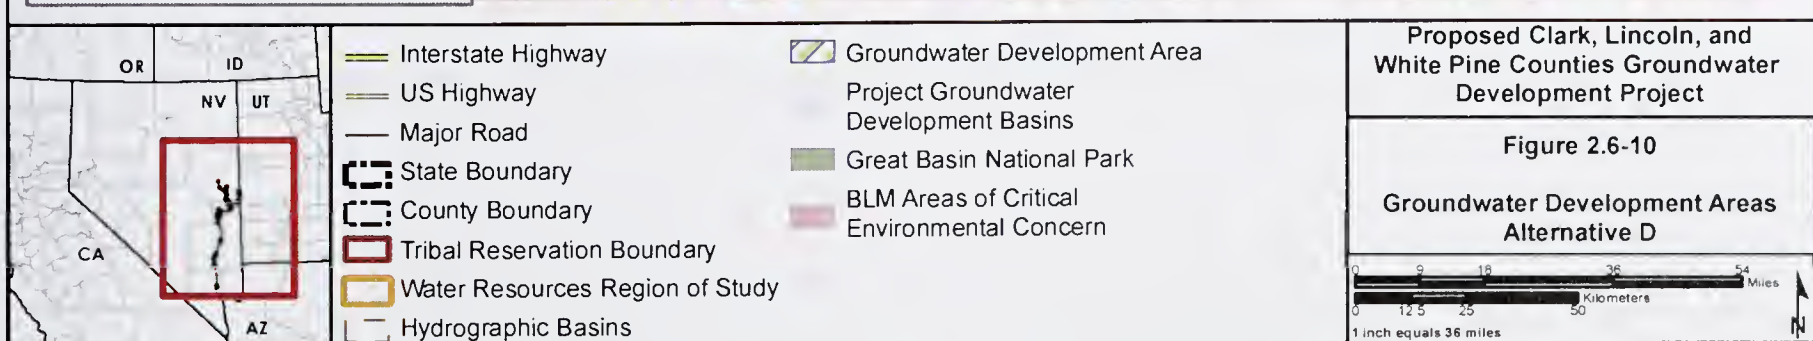 OR
ID
NV
UT
CA
AZ
Interstate Highway
US Highway
Major Road
State Boundary
County Boundary
Tribal Reservation Boundary
Water Resources Region of Study
Hydrographic Basins
Groundwater Development Area
Project Groundwater
Development Basins
Great Basin National Park
BLM Areas of Critical
Environmental Concern
Proposed Clark, Lincoln, and
White Pine Counties Groundwater
Development Project
Figure 2.6-10
Groundwater Development Areas
Alternative D
0 9 18 36 54
Miles
Kilometers
0 12 5 25 50
1 inch equals 36 miles
N